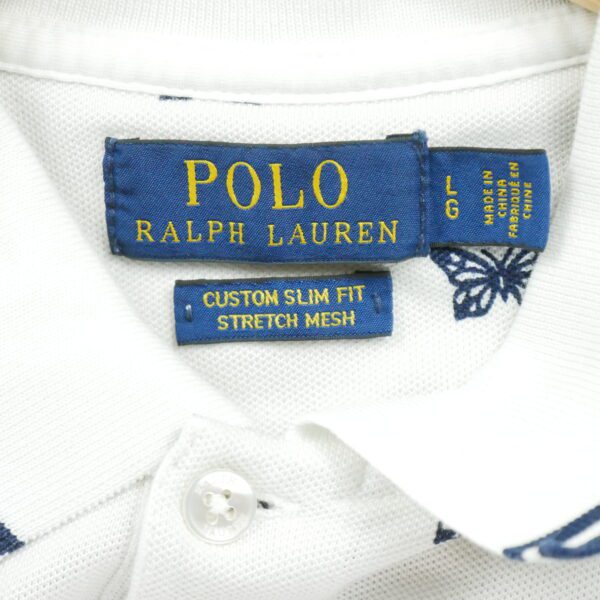 POLO
RALPH LAUREN
LG
MADE IN
CHINA
FABRIQUÉ EN
CHINE
CUSTOM SLIM FIT
STRETCH MESH